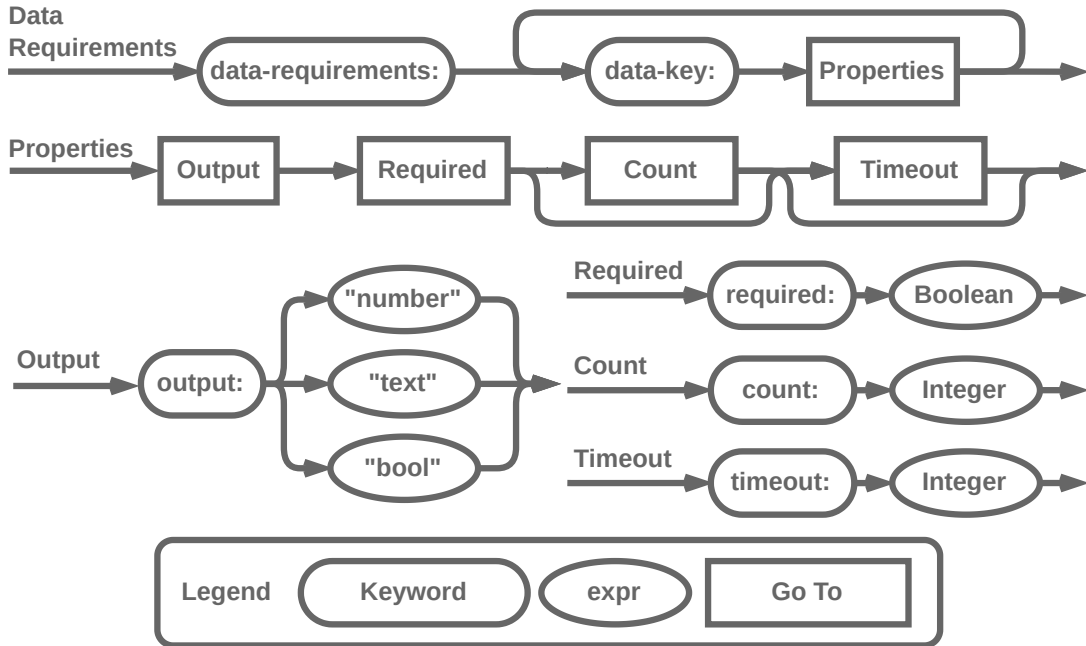 Data
Requirements
data-requirements:
data-key:
Properties
Properties
Output
Required
Count
Timeout
Output
output:
"number"
"text"
"bool"
Required
required:
Boolean
Count
count:
Integer
Timeout
timeout:
Integer
Legend
Keyword
expr
Go To